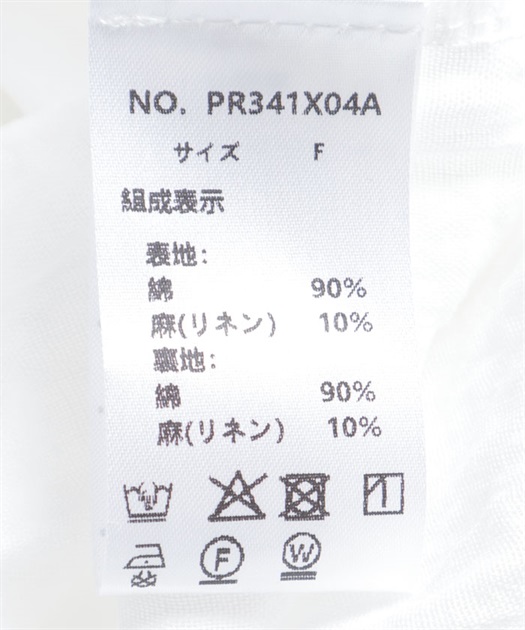 NO. PR341X04A
サイズ F
組成表示
表地:
綿 90%
麻(リネン) 10%
裏地:
綿 90%
麻(リネン) 10%
F W